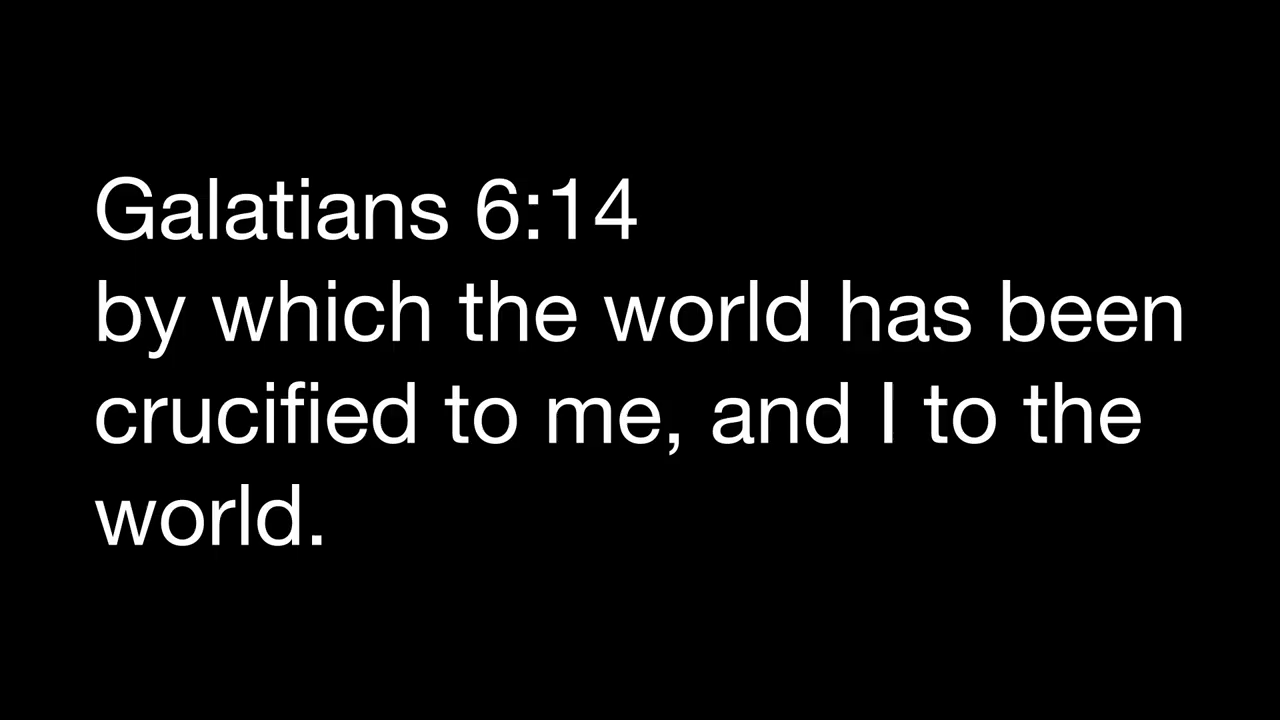 Galatians 6:14
by which the world has been
crucified to me, and I to the
world.